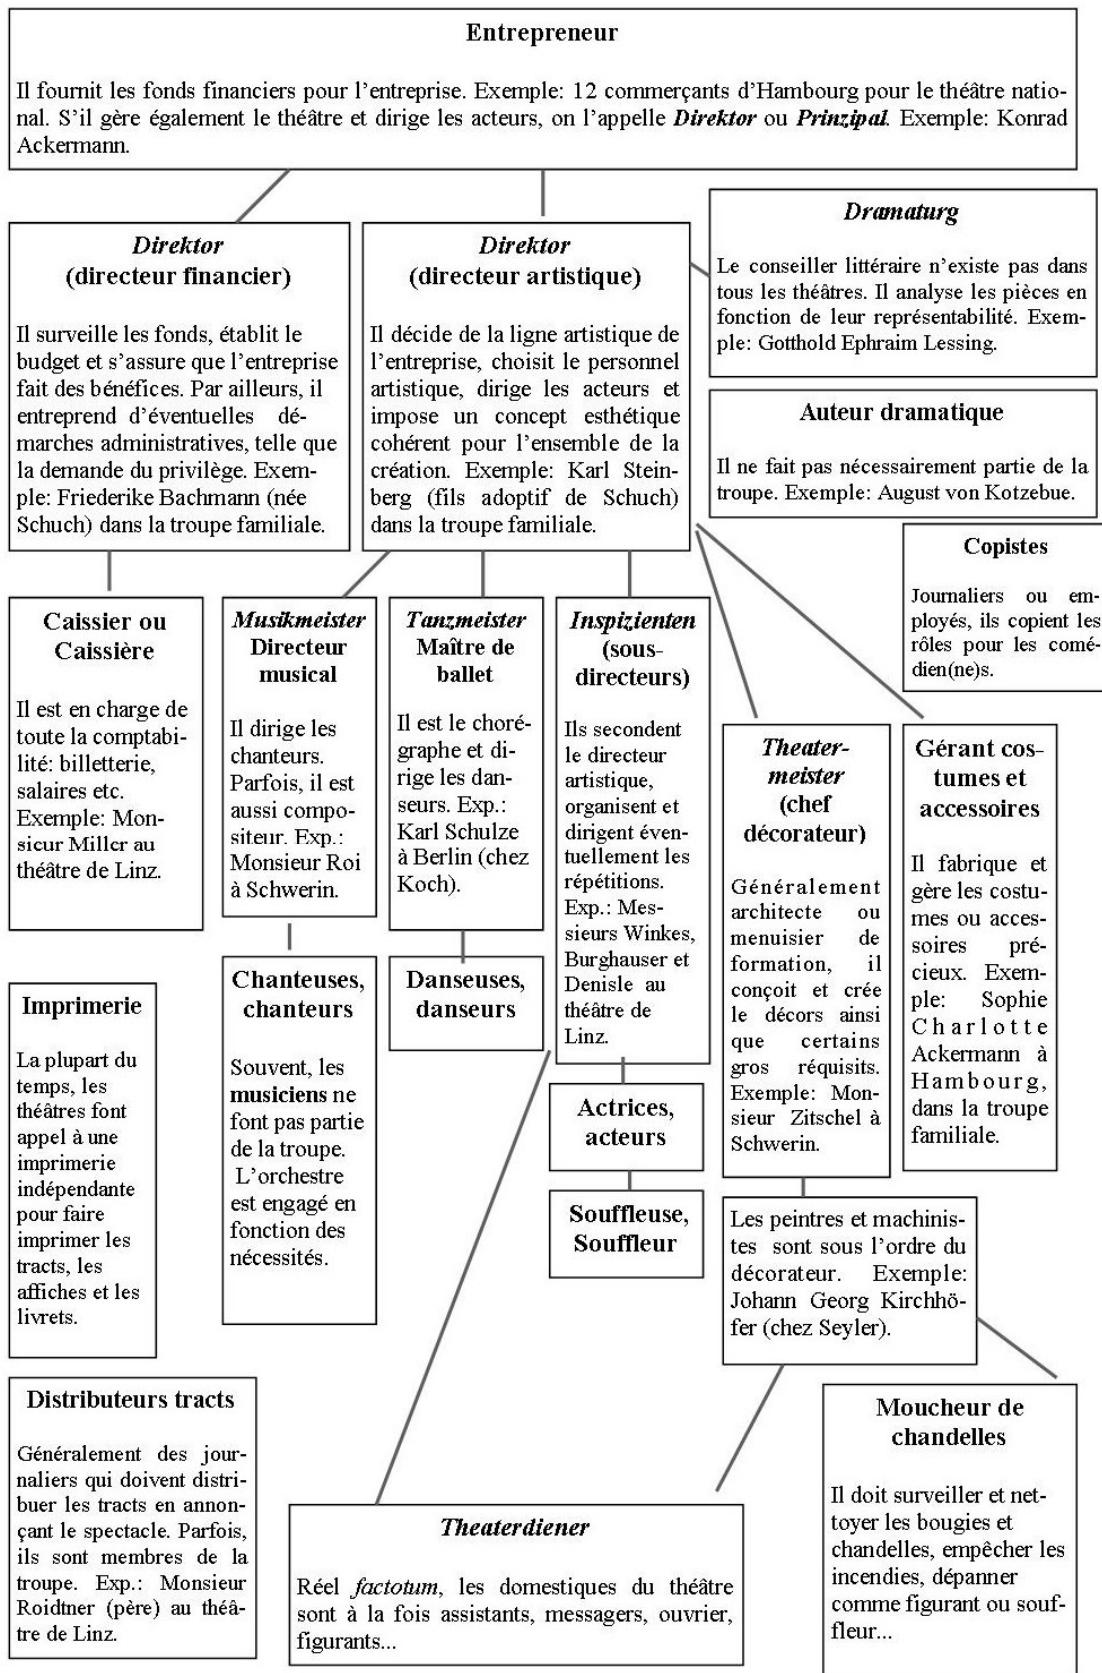 Entrepreneur
Il fournit les fonds financiers pour l’entreprise. Exemple: 12 commerçants d’Hambourg pour le théâtre natio-
nal. S’il gère également le théâtre et dirige les acteurs, on l’appelle Direktor ou Prinzipal. Exemple: Konrad
Ackermann.
Direktor
(directeur financier)
Il surveille les fonds, établit le
budget et s’assure que l’entreprise
fait des bénéfices. Par ailleurs, il
entreprend d’éventuelles dé-
marches administratives, telle que
la demande du privilège. Exem-
ple: Friederike Bachmann (née
Schuch) dans la troupe familiale.
Direktor
(directeur artistique)
Il décide de la ligne artistique de
l’entreprise, choisit le personnel
artistique, dirige les acteurs et
impose un concept esthétique
cohérent pour l’ensemble de la
création. Exemple: Karl Stein-
berg (fils adoptif de Schuch)
dans la troupe familiale.
Dramaturg
Le conseiller littéraire n’existe pas dans
tous les théâtres. Il analyse les pièces en
fonction de leur représentabilité. Exem-
ple: Gotthold Ephraim Lessing.
Auteur dramatique
Il ne fait pas nécessairement partie de la
troupe. Exemple: August von Kotzebue.
Copistes
Journaliers ou em-
ployés, ils copient les
rôles pour les comé-
dien(ne)s.
Caissier ou
Caissière
Il est en charge de
toute la comptabi-
lité: billetterie,
salaires etc.
Exemple: Mon-
sieur Miller au
théâtre de Linz.
Musikmeister
Directeur
musical
Il dirige les
chanteurs.
Parfois, il est
aussi compo-
siteur. Exp.:
Monsieur Roi
à Schwerin.
Tanzmeister
Maître de
ballet
Il est le choré-
graphe et di-
rige les dan-
seurs. Exp.:
Karl Schulze
à Berlin (chez
Koch).
Inspizienten
(sous-
directeurs)
Ils secondent
le directeur
artistique,
organisent et
dirigent éven-
tuellement les
répétitions.
Exp.: Mes-
sieurs Winkes,
Burghauser et
Denisle au
théâtre de
Linz.
Theater-
meister
(chef
décorateur)
Généralement
architecte ou
menuisier de
formation, il
conçoit et crée
le décors ainsi
que certains
gros réquisits.
Exemple: Mon-
sieur Zitschel à
Schwerin.
Gérant cos-
tumes et
accessoires
Il fabrique et
gère les costu-
mes ou acces-
soires pré-
cieux. Exem-
ple: Sophie
Charlotte
Ackermann à
Hambourg,
dans la troupe
familiale.
Imprimerie
La plupart du
temps, les
théâtres font
appel à une
imprimerie
indépendante
pour faire
imprimer les
tracts, les
affiches et les
livrets.
Chanteuses,
chanteurs
Souvent, les
musiciens ne
font pas partie
de la troupe.
L’orchestre
est engagé en
fonction des
nécessités.
Danseuses,
danseurs
Actrices,
acteurs
Souffleuse,
Souffleur
Les peintres et machinis-
tes sont sous l’ordre du
décorateur. Exemple:
Johann Georg Kirchhö-
fer (chez Seyler).
Distributeurs tracts
Généralement des jour-
naliers qui doivent distri-
buer les tracts en annon-
çant le spectacle. Parfois,
ils sont membres de la
troupe. Exp.: Monsieur
Roidtner (père) au théâ-
tre de Linz.
Theaterdiener
Réel factotum, les domestiques du théâtre
sont à la fois assistants, messagers, ouvrier,
figurants...
Moucheur de
chandelles
Il doit surveiller et net-
toyer les bougies et
chandelles, empêcher les
incendies, dépanner
comme figurant ou souf-
fleur...